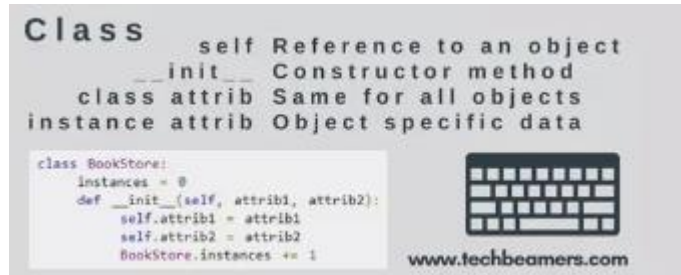 Class
self Reference to an object
__init__ Constructor method
class attrib Same for all objects
instance attrib Object specific data
class BookStore:
    instances = 0
    def __init__(self, attrib1, attrib2):
        self.attrib1 = attrib1
        self.attrib2 = attrib2
        BookStore.instances += 1
www.techbeamers.com